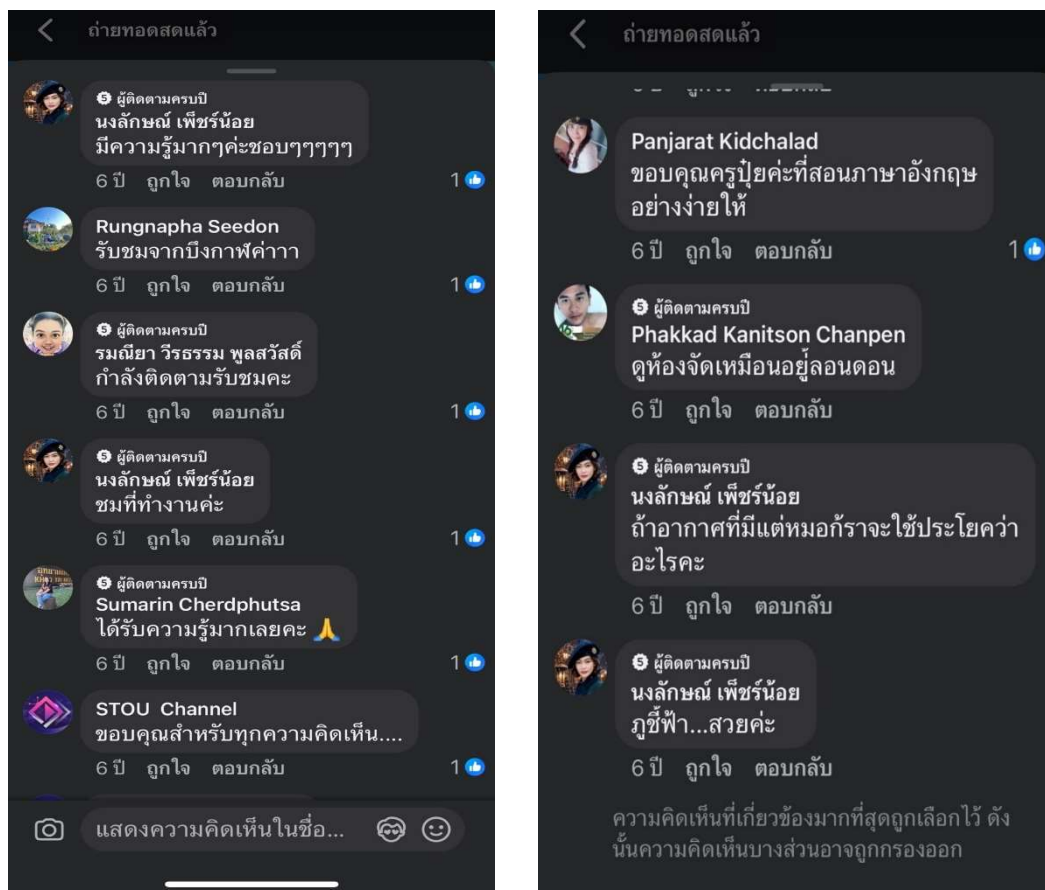 ถ่ายทอดสดแล้ว
ผู้ติดตามครบปี
นงลักษณ์ เพ็ชร์น้อย
มีความรู้มากๆค่ะชอบๆๆๆๆๆ
6 ปี ถูกใจ ตอบกลับ 1
Rungnapha Seedon
รับชมจากบึงกาฬค่าาา
6 ปี ถูกใจ ตอบกลับ 1
ผู้ติดตามครบปี
รมณียา วีรธรรม พูลสวัสดิ์
กำลังติดตามรับชมคะ
6 ปี ถูกใจ ตอบกลับ 1
ผู้ติดตามครบปี
นงลักษณ์ เพ็ชร์น้อย
ชมที่ทำงานค่ะ
6 ปี ถูกใจ ตอบกลับ 1
ผู้ติดตามครบปี
Sumarin Cherdphutsa
ได้รับความรู้มากเลยคะ 🙏
6 ปี ถูกใจ ตอบกลับ 1
STOU Channel
ขอบคุณสำหรับทุกความคิดเห็น....
6 ปี ถูกใจ ตอบกลับ 1
แสดงความคิดเห็นในชื่อ...
ถ่ายทอดสดแล้ว
Panjarat Kidchalad
ขอบคุณครูปุ๋ยค่ะที่สอนภาษาอังกฤษ
อย่างง่ายให้
6 ปี ถูกใจ ตอบกลับ 1
ผู้ติดตามครบปี
Phakkad Kanitson Chanpen
ดูห้องจัดเหมือนอยู่ลอนดอน
6 ปี ถูกใจ ตอบกลับ
ผู้ติดตามครบปี
นงลักษณ์ เพ็ชร์น้อย
ถ้าอากาศที่มีแต่หมอก้ราจะใช้ประโยคว่า
อะไรคะ
6 ปี ถูกใจ ตอบกลับ
ผู้ติดตามครบปี
นงลักษณ์ เพ็ชร์น้อย
ภูชี้ฟ้า...สวยค่ะ
6 ปี ถูกใจ ตอบกลับ
ความคิดเห็นที่เกี่ยวข้องมากที่สุดถูกเลือกไว้ ดัง
นั้นความคิดเห็นบางส่วนอาจถูกกรองออก